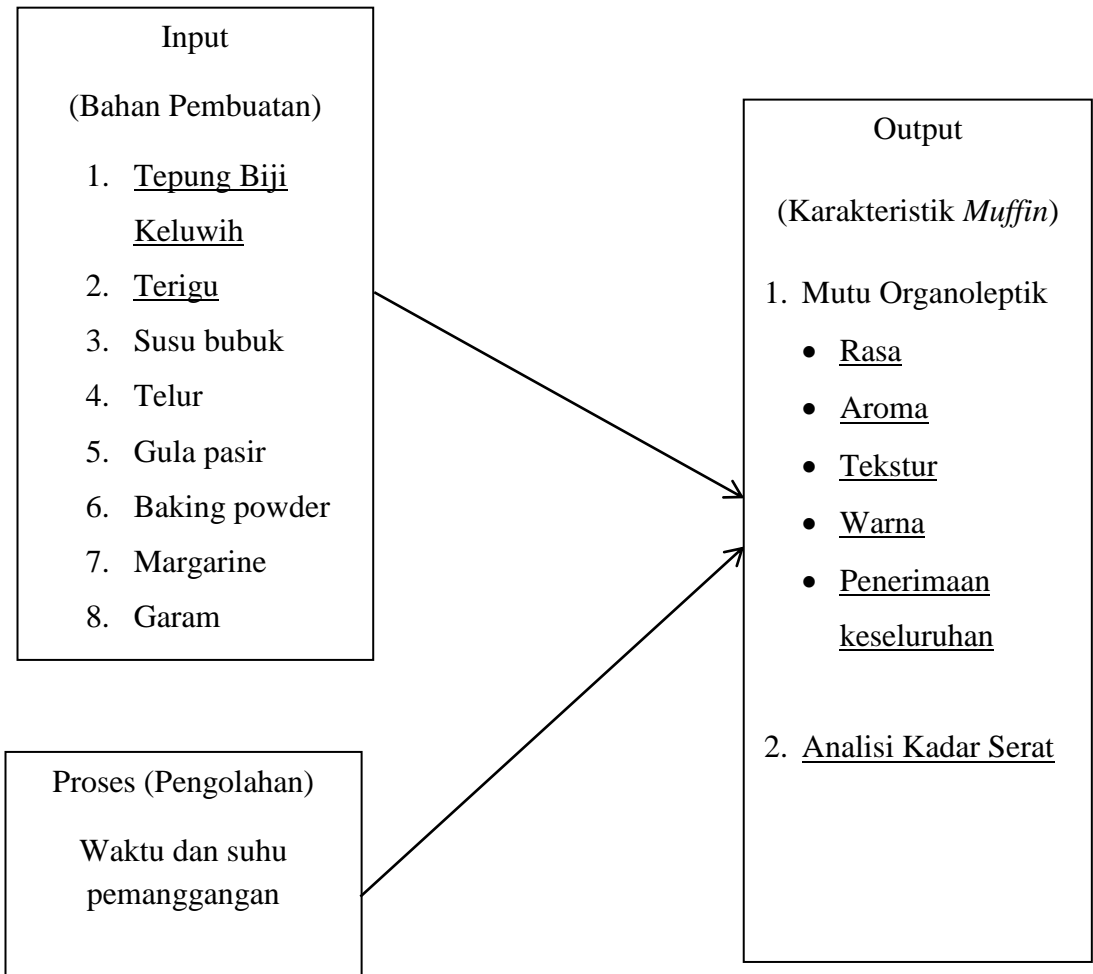 Input
(Bahan Pembuatan)
1. Tepung Biji
Keluwih
2. Terigu
3. Susu bubuk
4. Telur
5. Gula pasir
6. Baking powder
7. Margarine
8. Garam
Proses (Pengolahan)
Waktu dan suhu
pemanggangan
Output
(Karakteristik Muffin)
1. Mutu Organoleptik
• Rasa
• Aroma
• Tekstur
• Warna
• Penerimaan
keseluruhan
2. Analisi Kadar Serat